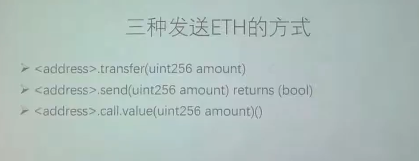 三种发送ETH的方式
➢ <address>.transfer(uint256 amount)
➢ <address>.send(uint256 amount) returns (bool)
➢ <address>.call.value(uint256 amount)()